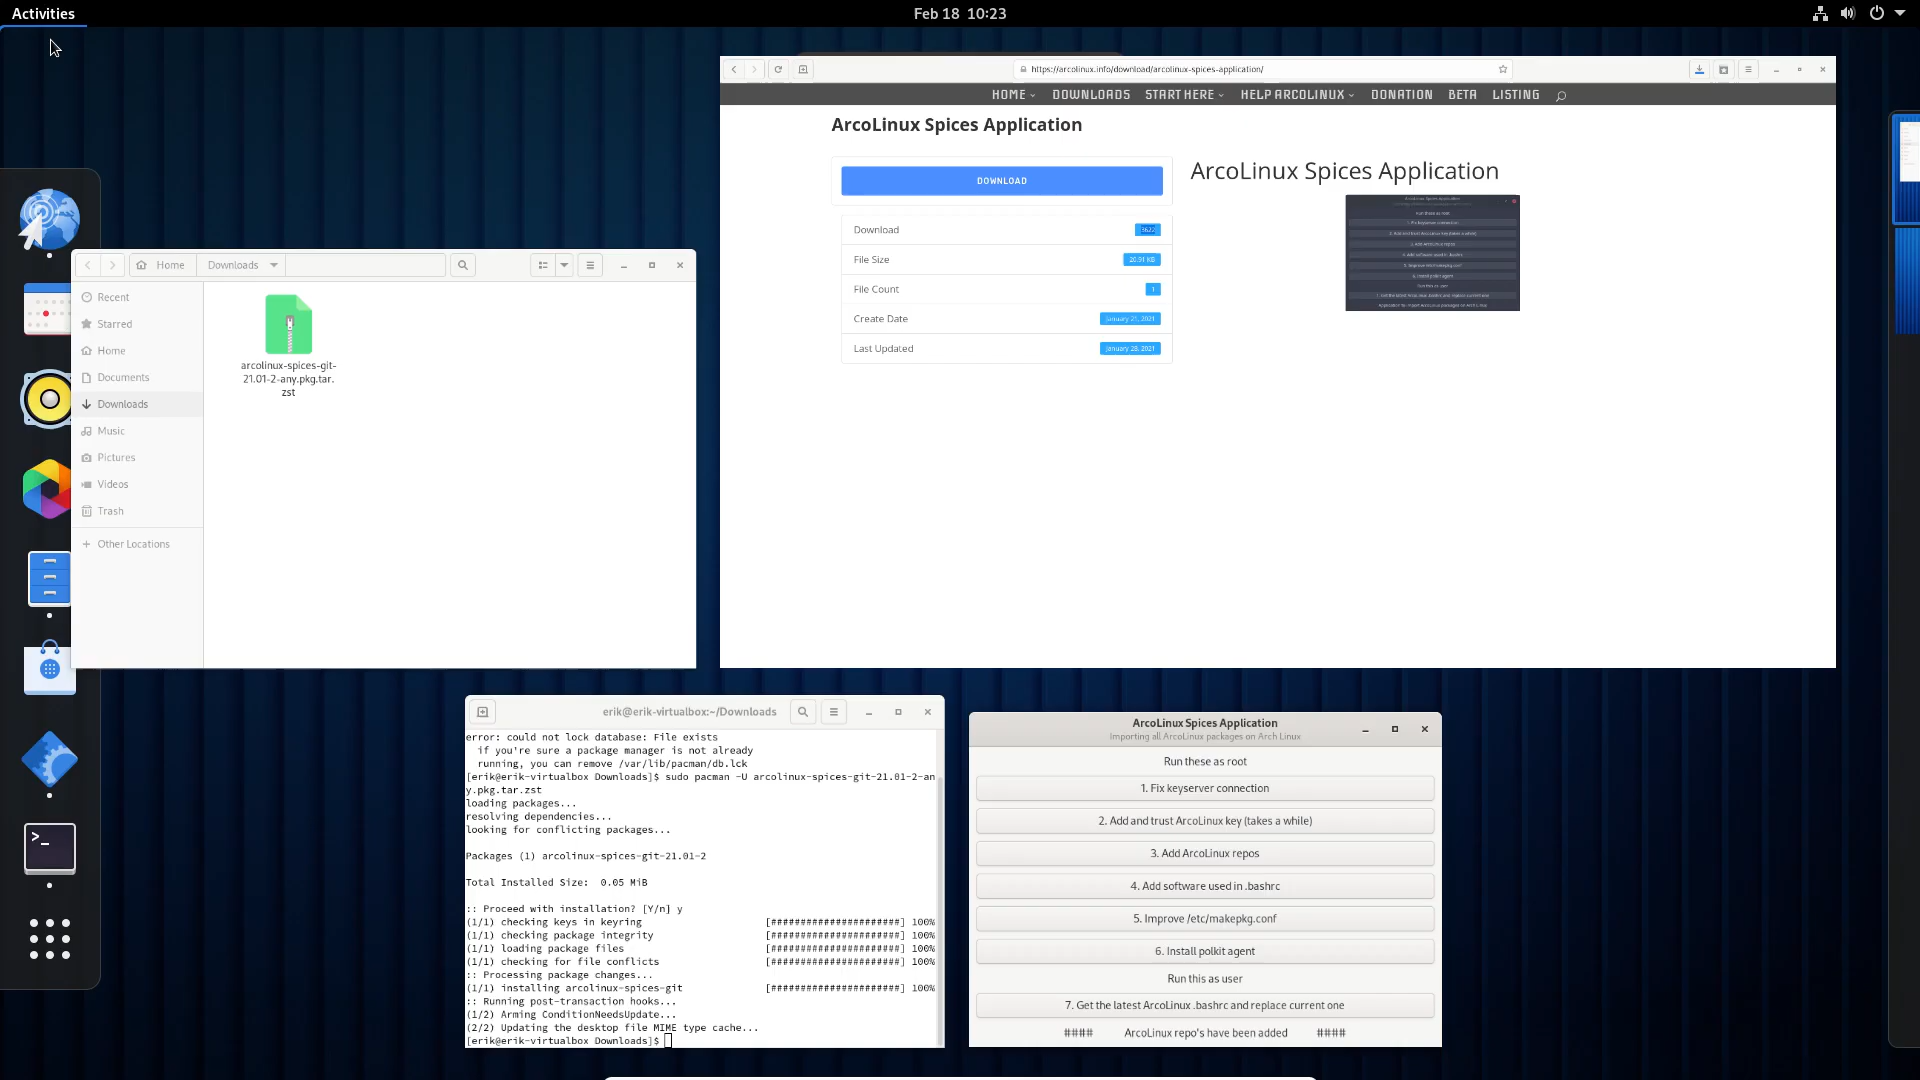 Activities
Feb 18 10:23
https://arcolinux.info/download/arcolinux-spices-application/
HOME
DOWNLOADS
START HERE
HELP ARCOLINUX
DONATION
BETA
LISTING
ArcoLinux Spices Application
DOWNLOAD
Download
3622
File Size
20.91 KB
File Count
1
Create Date
January 21, 2021
Last Updated
January 28, 2021
ArcoLinux Spices Application
Home
Downloads
Recent
Starred
Home
Documents
Downloads
Music
Pictures
Videos
Trash
+ Other Locations
arcolinux-spices-git-
21.01-2-any.pkg.tar.
zst
erik@erik-virtualbox:~/Downloads
error: could not lock database: File exists
if you're sure a package manager is not already
running, you can remove /var/lib/pacman/db.lck
[erik@erik-virtualbox Downloads]$ sudo pacman -U arcolinux-spices-git-21.01-2-an
y.pkg.tar.zst
loading packages...
resolving dependencies...
looking for conflicting packages...
Packages (1) arcolinux-spices-git-21.01-2
Total Installed Size:  0.05 MiB
:: Proceed with installation? [Y/n] y
(1/1) checking keys in keyring [######################] 100%
(1/1) checking package integrity [######################] 100%
(1/1) loading package files [######################] 100%
(1/1) checking for file conflicts [######################] 100%
:: Processing package changes...
(1/1) installing arcolinux-spices-git [######################] 100%
:: Running post-transaction hooks...
(1/2) Arming ConditionNeedsUpdate...
(2/2) Updating the desktop file MIME type cache...
[erik@erik-virtualbox Downloads]$
ArcoLinux Spices Application
Importing all ArcoLinux packages on Arch Linux
Run these as root
1. Fix keyserver connection
2. Add and trust ArcoLinux key (takes a while)
3. Add ArcoLinux repos
4. Add software used in .bashrc
5. Improve /etc/makepkg.conf
6. Install polkit agent
Run this as user
7. Get the latest ArcoLinux .bashrc and replace current one
#### ArcoLinux repo's have been added ####